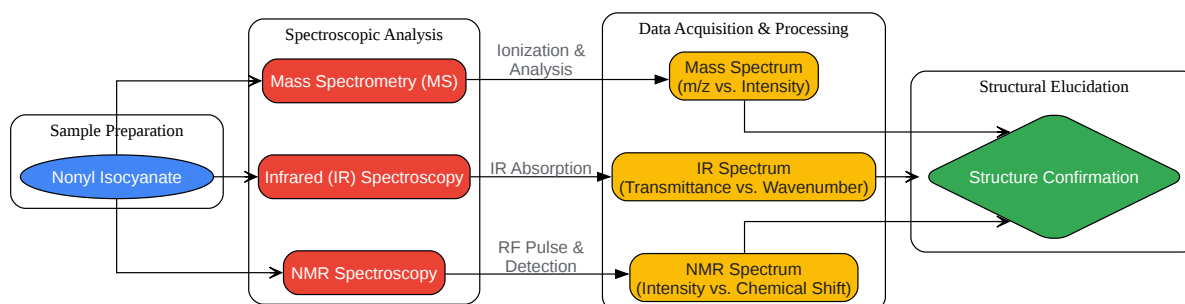 Spectroscopic Analysis
Data Acquisition & Processing
Ionization &
Analysis
Mass Spectrometry (MS)
Mass Spectrum
(m/z vs. Intensity)
Structural Elucidation
Sample Preparation
Nonyl Isocyanate
Infrared (IR) Spectroscopy
IR Absorption
IR Spectrum
(Transmittance vs. Wavenumber)
Structure Confirmation
RF Pulse &
Detection
NMR Spectroscopy
NMR Spectrum
(Intensity vs. Chemical Shift)